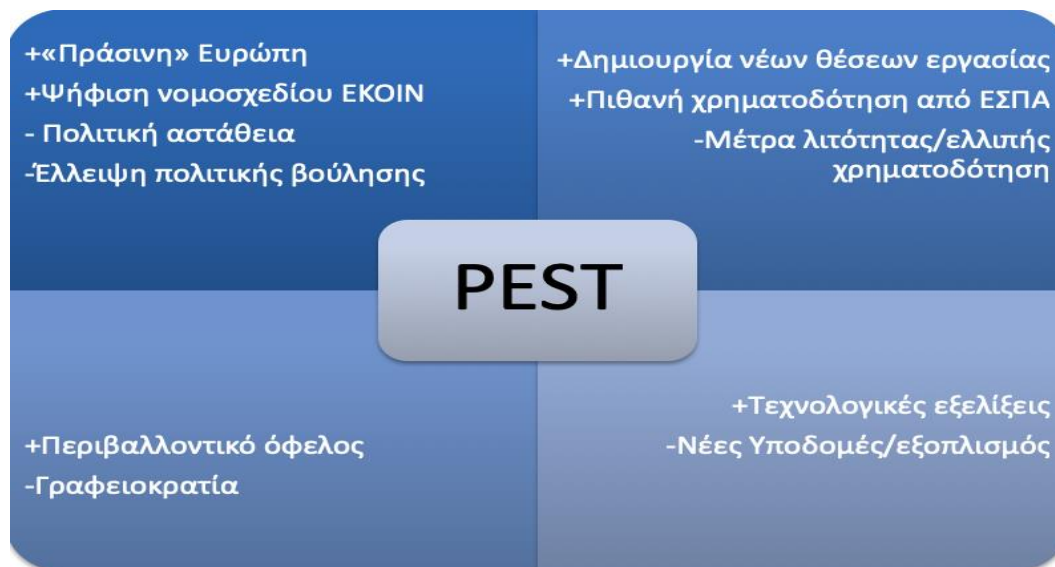 +«Πράσινη» Ευρώπη
+Ψήφιση νομοσχεδίου ΕΚΟΙΝ
- Πολιτική αστάθεια
-Έλλειψη πολιτικής βούλησης
+Δημιουργία νέων θέσεων εργασίας
+Πιθανή χρηματοδότηση από ΕΣΠΑ
-Μέτρα λιτότητας/ελλιπής
χρηματοδότηση
PEST
+Περιβαλλοντικό όφελος
-Γραφειοκρατία
+Τεχνολογικές εξελίξεις
-Νέες Υποδομές/εξοπλισμός